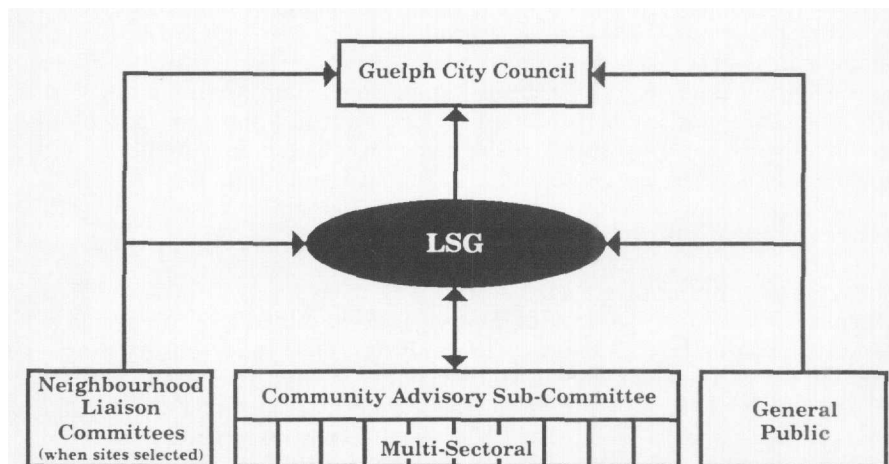 Guelph City Council
LSG
Neighbourhood
Liaison
Committees
(when sites selected)
Community Advisory Sub-Committee
Multi-Sectoral
General
Public